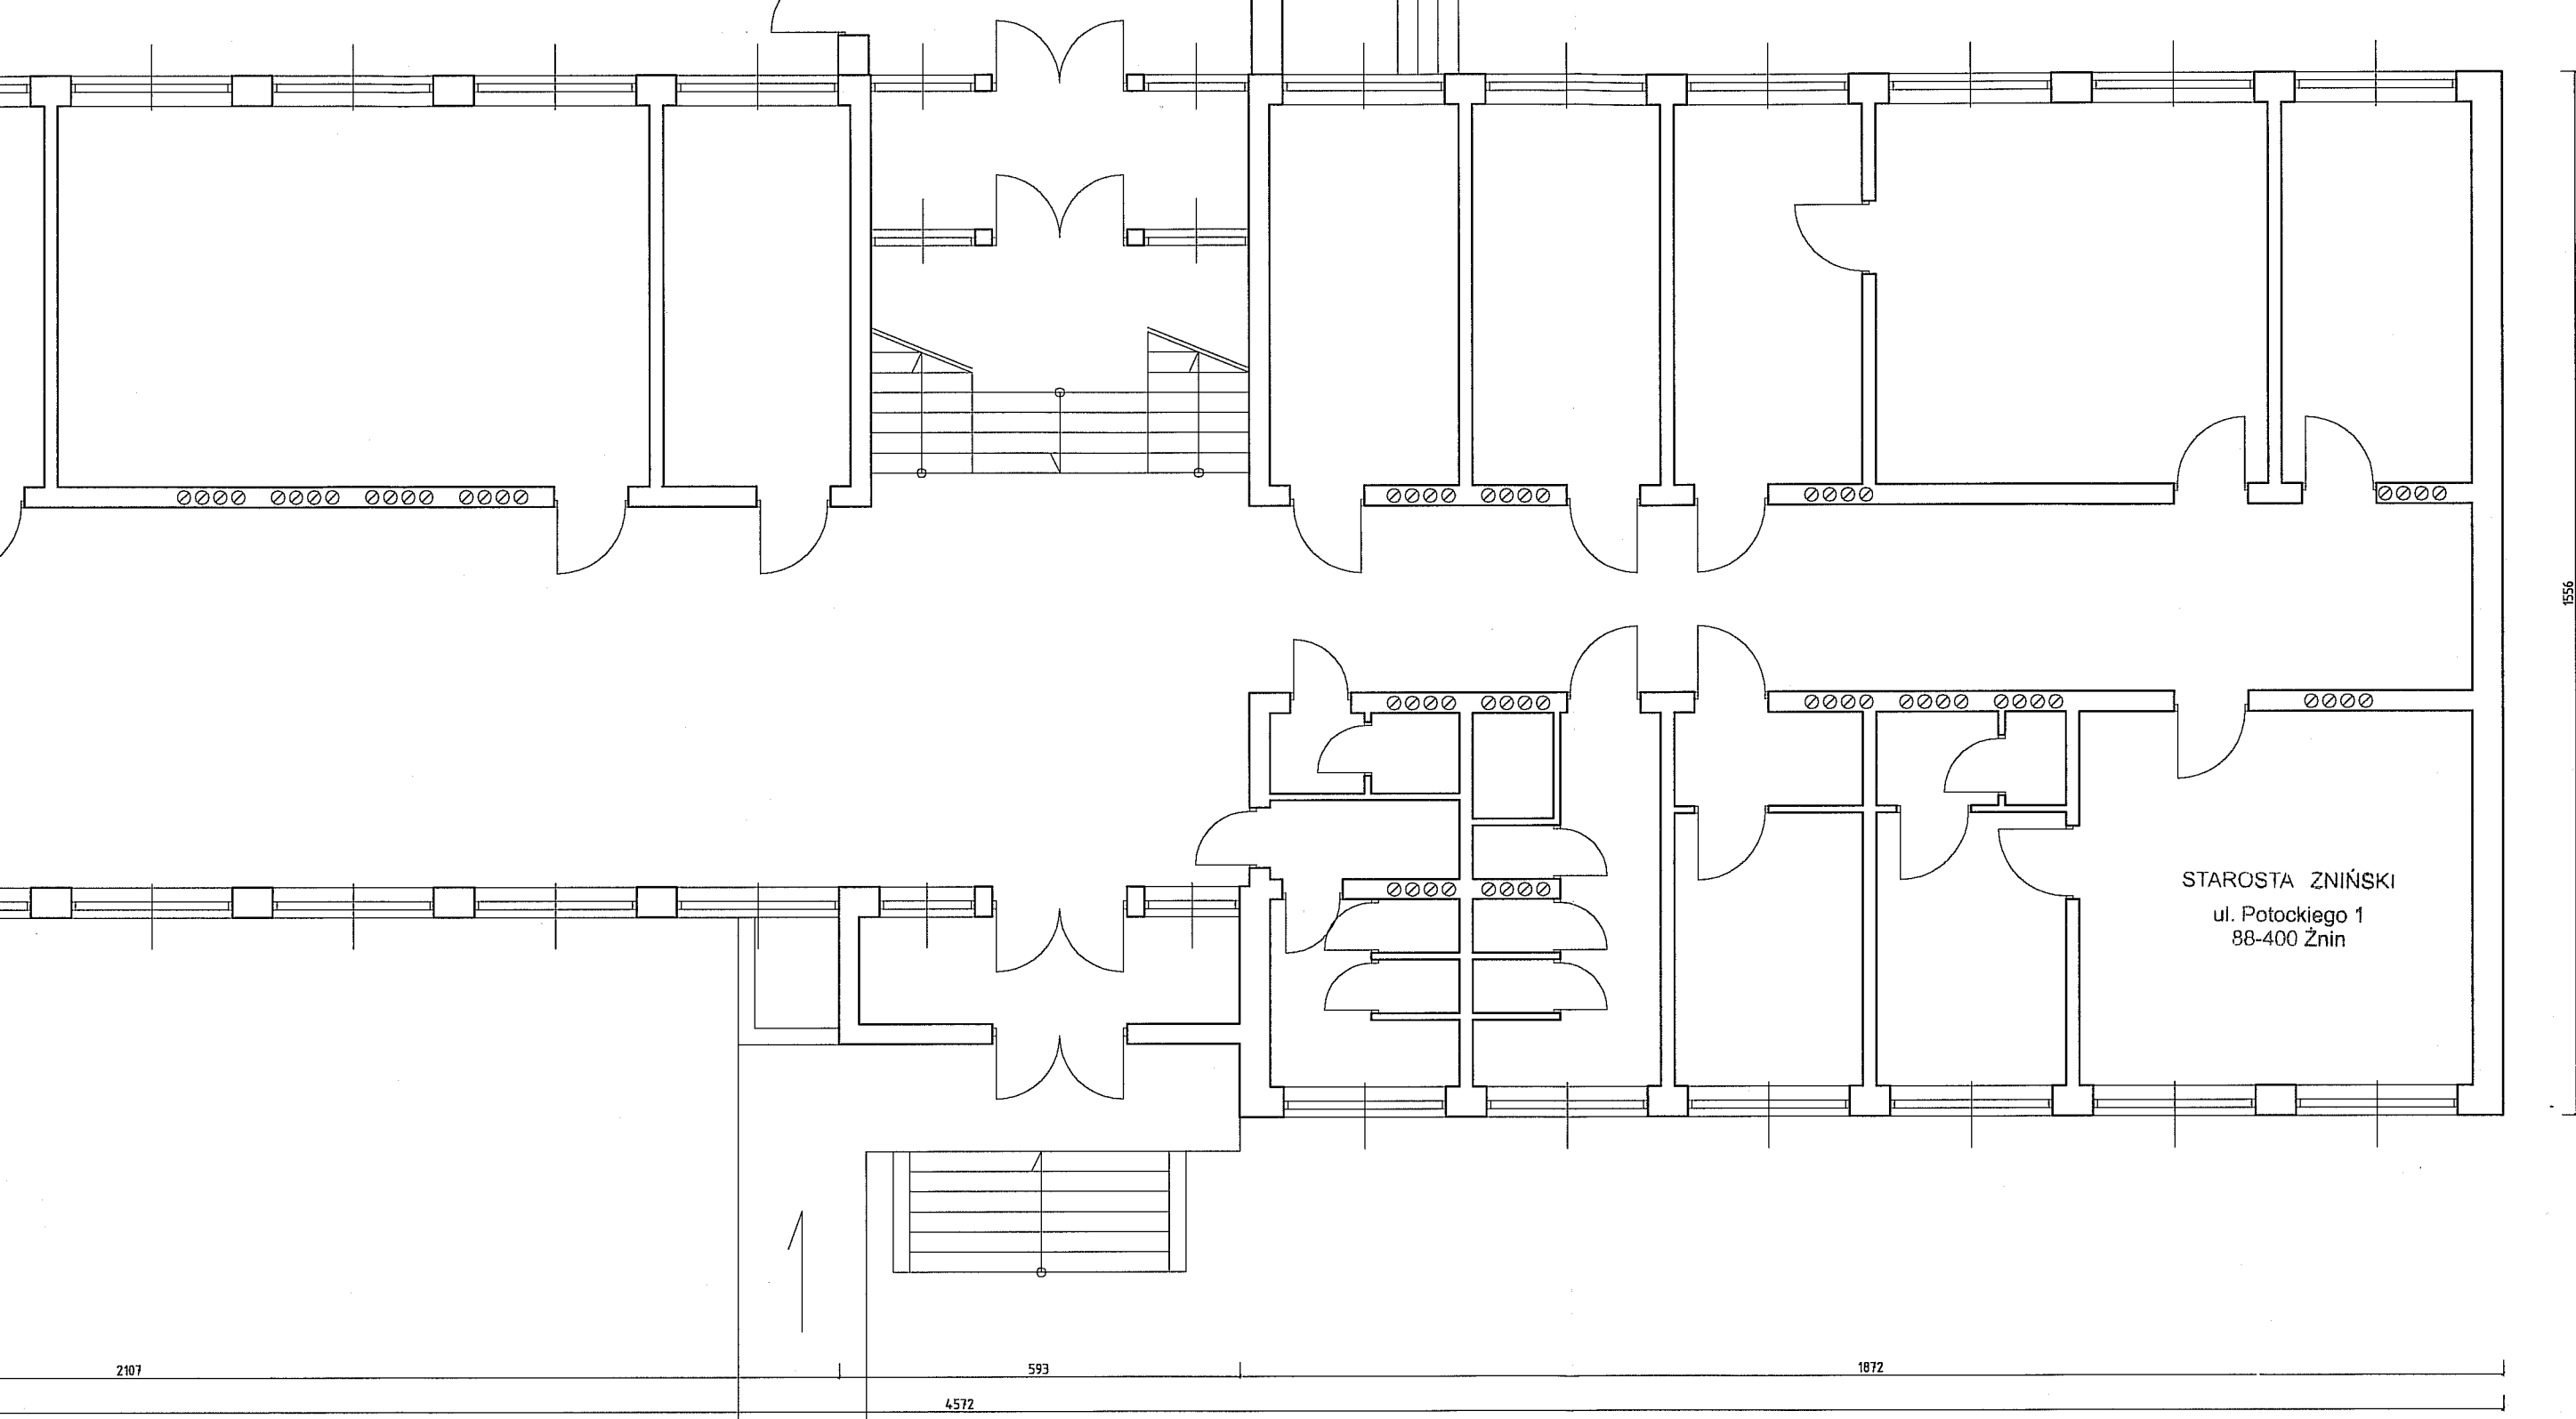 1556
STAROSTA ŻNIŃSKI
ul. Potockiego 1
88-400 Żnin
2107
593
1872
4572